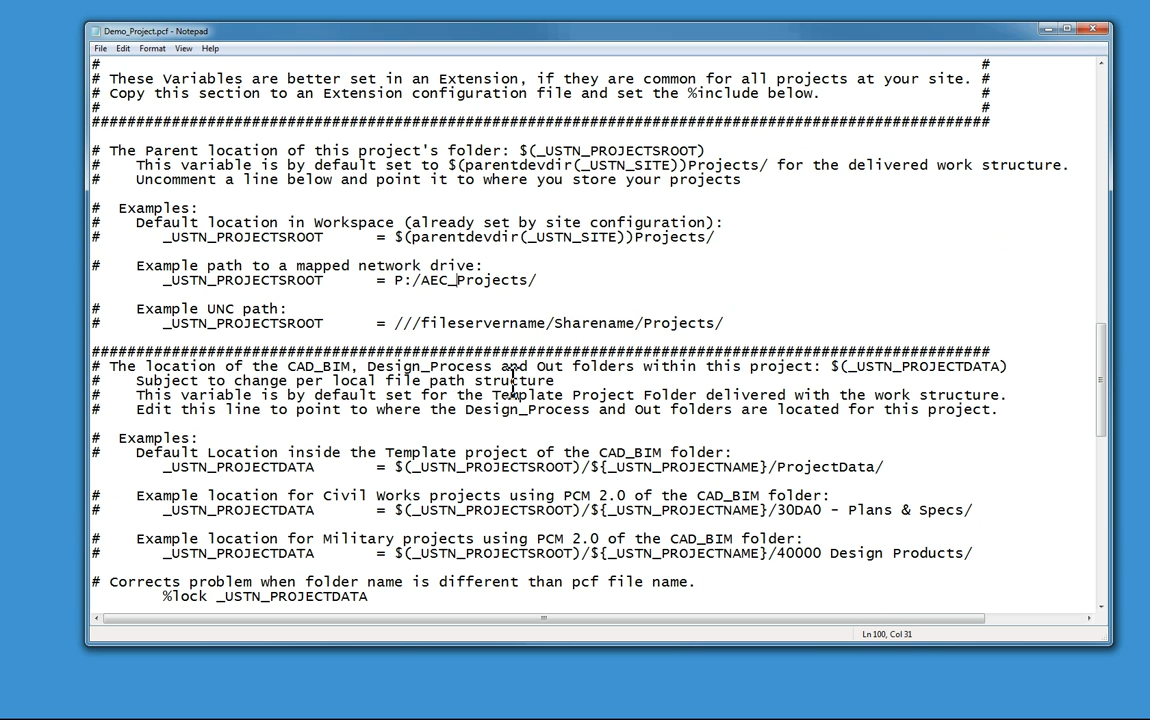 Demo_Project.pcf - Notepad
File Edit Format View Help
# #
# These Variables are better set in an Extension, if they are common for all projects at your site. #
# Copy this section to an Extension configuration file and set the %include below. #
# #
#####################################################################################################
# The Parent location of this project's folder: $(_USTN_PROJECTSROOT)
# This variable is by default set to $(parentdevdir(_USTN_SITE))Projects/ for the delivered work structure.
# Uncomment a line below and point it to where you store your projects
# Examples:
# Default location in Workspace (already set by site configuration):
# _USTN_PROJECTSROOT = $(parentdevdir(_USTN_SITE))Projects/
# Example path to a mapped network drive:
# _USTN_PROJECTSROOT = P:/AEC_Projects/
# Example UNC path:
# _USTN_PROJECTSROOT = ///fileservername/Sharename/Projects/
#####################################################################################################
# The location of the CAD_BIM, Design_Process and Out folders within this project: $(_USTN_PROJECTDATA)
# Subject to change per local file path structure
# This variable is by default set for the Template Project Folder delivered with the work structure.
# Edit this line to point to where the Design_Process and Out folders are located for this project.
# Examples:
# Default Location inside the Template project of the CAD_BIM folder:
_USTN_PROJECTDATA = $(_USTN_PROJECTSROOT)/${_USTN_PROJECTNAME}/ProjectData/
# Example location for Civil Works projects using PCM 2.0 of the CAD_BIM folder:
# _USTN_PROJECTDATA = $(_USTN_PROJECTSROOT)/${_USTN_PROJECTNAME}/30DA0 - Plans & Specs/
# Example location for Military projects using PCM 2.0 of the CAD_BIM folder:
# _USTN_PROJECTDATA = $(_USTN_PROJECTSROOT)/${_USTN_PROJECTNAME}/40000 Design Products/
# Corrects problem when folder name is different than pcf file name.
%lock _USTN_PROJECTDATA
Ln 100, Col 31